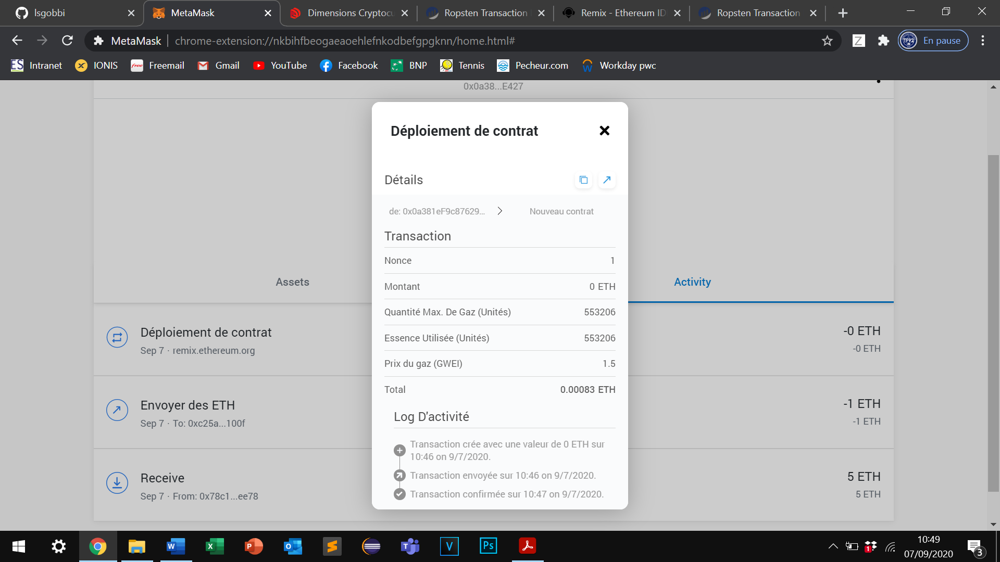 lsgobbi
MetaMask
Dimensions Cryptocu
Ropsten Transaction
Remix - Ethereum ID
Ropsten Transaction
MetaMask
chrome-extension://nkbihfbeogaeaoehlefnkodbefgpgknn/home.html#
Z
TF92
En pause
ES Intranet
IONIS
free Freemail
Gmail
YouTube
Facebook
BNP
Tennis
Pecheur.com
Workday pwc
0x0a38...E427
Déploiement de contrat
Détails
de: 0x0a381eF9c87629...
Nouveau contrat
Transaction
Nonce 1
Montant 0 ETH
Quantité Max. De Gaz (Unités) 553206
Essence Utilisée (Unités) 553206
Prix du gaz (GWEI) 1.5
Total 0.00083 ETH
Log D'activité
Transaction crée avec une valeur de 0 ETH sur
10:46 on 9/7/2020.
Transaction envoyée sur 10:46 on 9/7/2020.
Transaction confirmée sur 10:47 on 9/7/2020.
Assets
Activity
Déploiement de contrat
Sep 7 · remix.ethereum.org
-0 ETH
-0 ETH
Envoyer des ETH
Sep 7 · To: 0xc25a...100f
-1 ETH
-1 ETH
Receive
Sep 7 · From: 0x78c1...ee78
5 ETH
5 ETH
W
X
P
O
S
T
V
Ps
1
10:49
07/09/2020
3